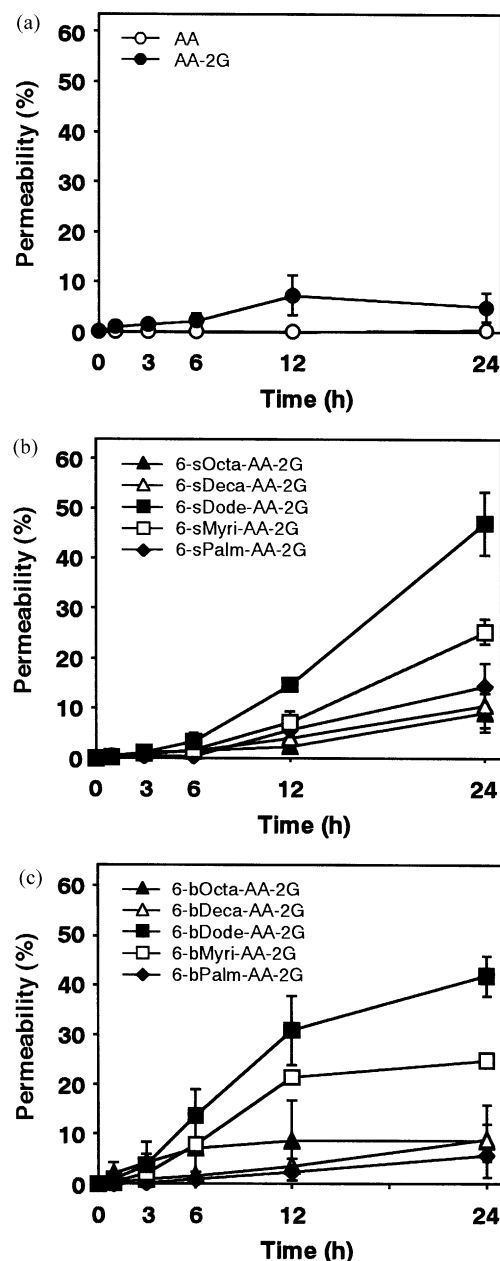 (a)
AA
AA-2G
Permeability (%)
60
50
40
30
20
10
0
0 3 6 12 24
Time (h)
(b)
6-sOcta-AA-2G
6-sDeca-AA-2G
6-sDode-AA-2G
6-sMyri-AA-2G
6-sPalm-AA-2G
Permeability (%)
60
50
40
30
20
10
0
0 3 6 12 24
Time (h)
(c)
6-bOcta-AA-2G
6-bDeca-AA-2G
6-bDode-AA-2G
6-bMyri-AA-2G
6-bPalm-AA-2G
Permeability (%)
60
50
40
30
20
10
0
0 3 6 12 24
Time (h)